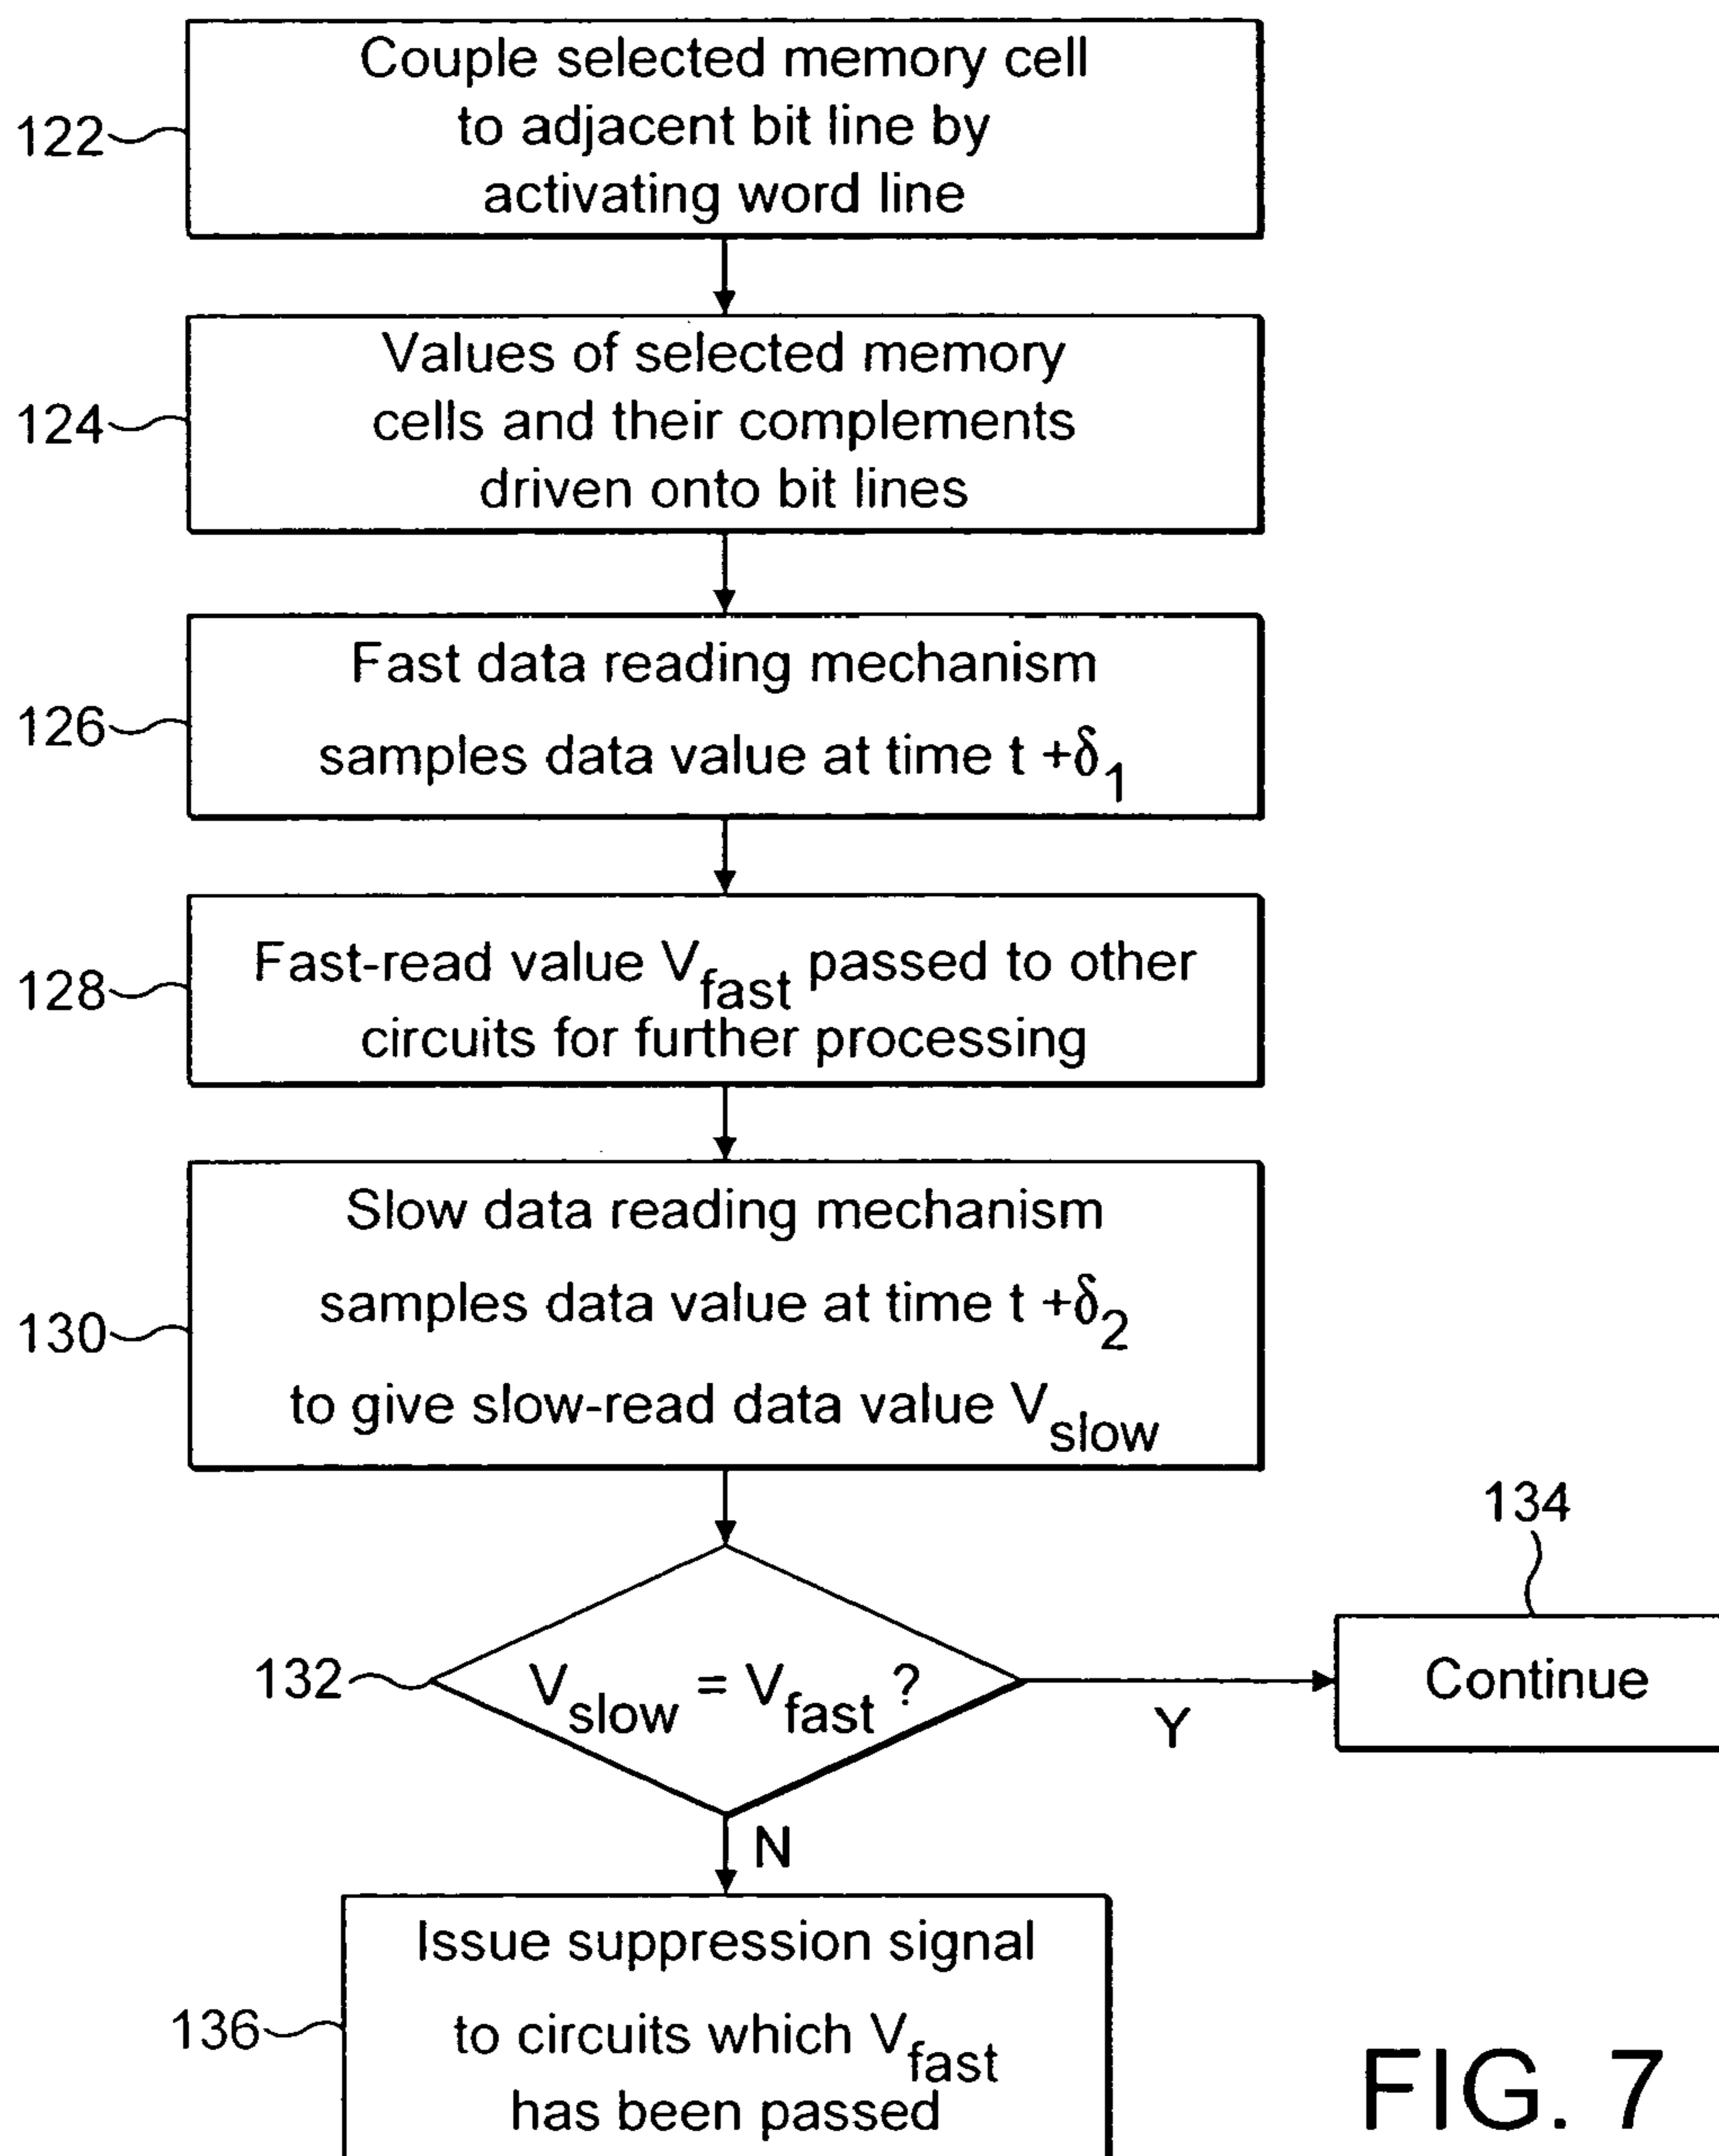 Couple selected memory cell
to adjacent bit line by
activating word line
122
Values of selected memory
cells and their complements
driven onto bit lines
124
Fast data reading mechanism
samples data value at time t +δ1
126
Fast-read value Vfast passed to other
circuits for further processing
128
Slow data reading mechanism
samples data value at time t +δ2
to give slow-read data value Vslow
130
134
132
Vslow = Vfast ?
Y
Continue
N
Issue suppression signal
to circuits which Vfast
has been passed
136
FIG. 7